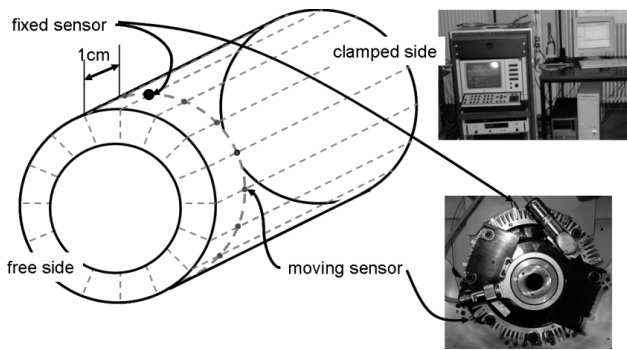 fixed sensor
1cm
clamped side
free side
moving sensor